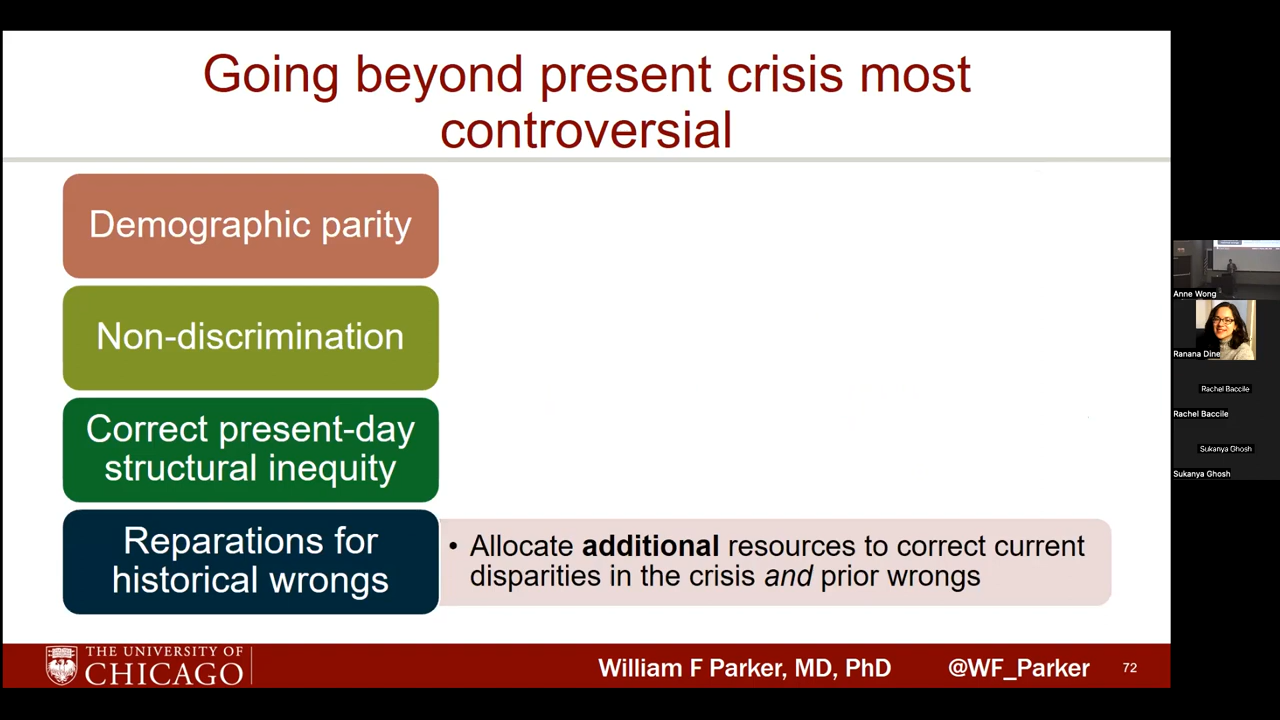 Going beyond present crisis most
controversial
Demographic parity
Non-discrimination
Correct present-day
structural inequity
Reparations for
historical wrongs
• Allocate additional resources to correct current
disparities in the crisis and prior wrongs
THE UNIVERSITY OF
CHICAGO
William F Parker, MD, PhD
@WF_Parker
72
Anne Wong
Ranana Dine
Rachel Baccile
Rachel Baccile
Sukanya Ghosh
Sukanya Ghosh